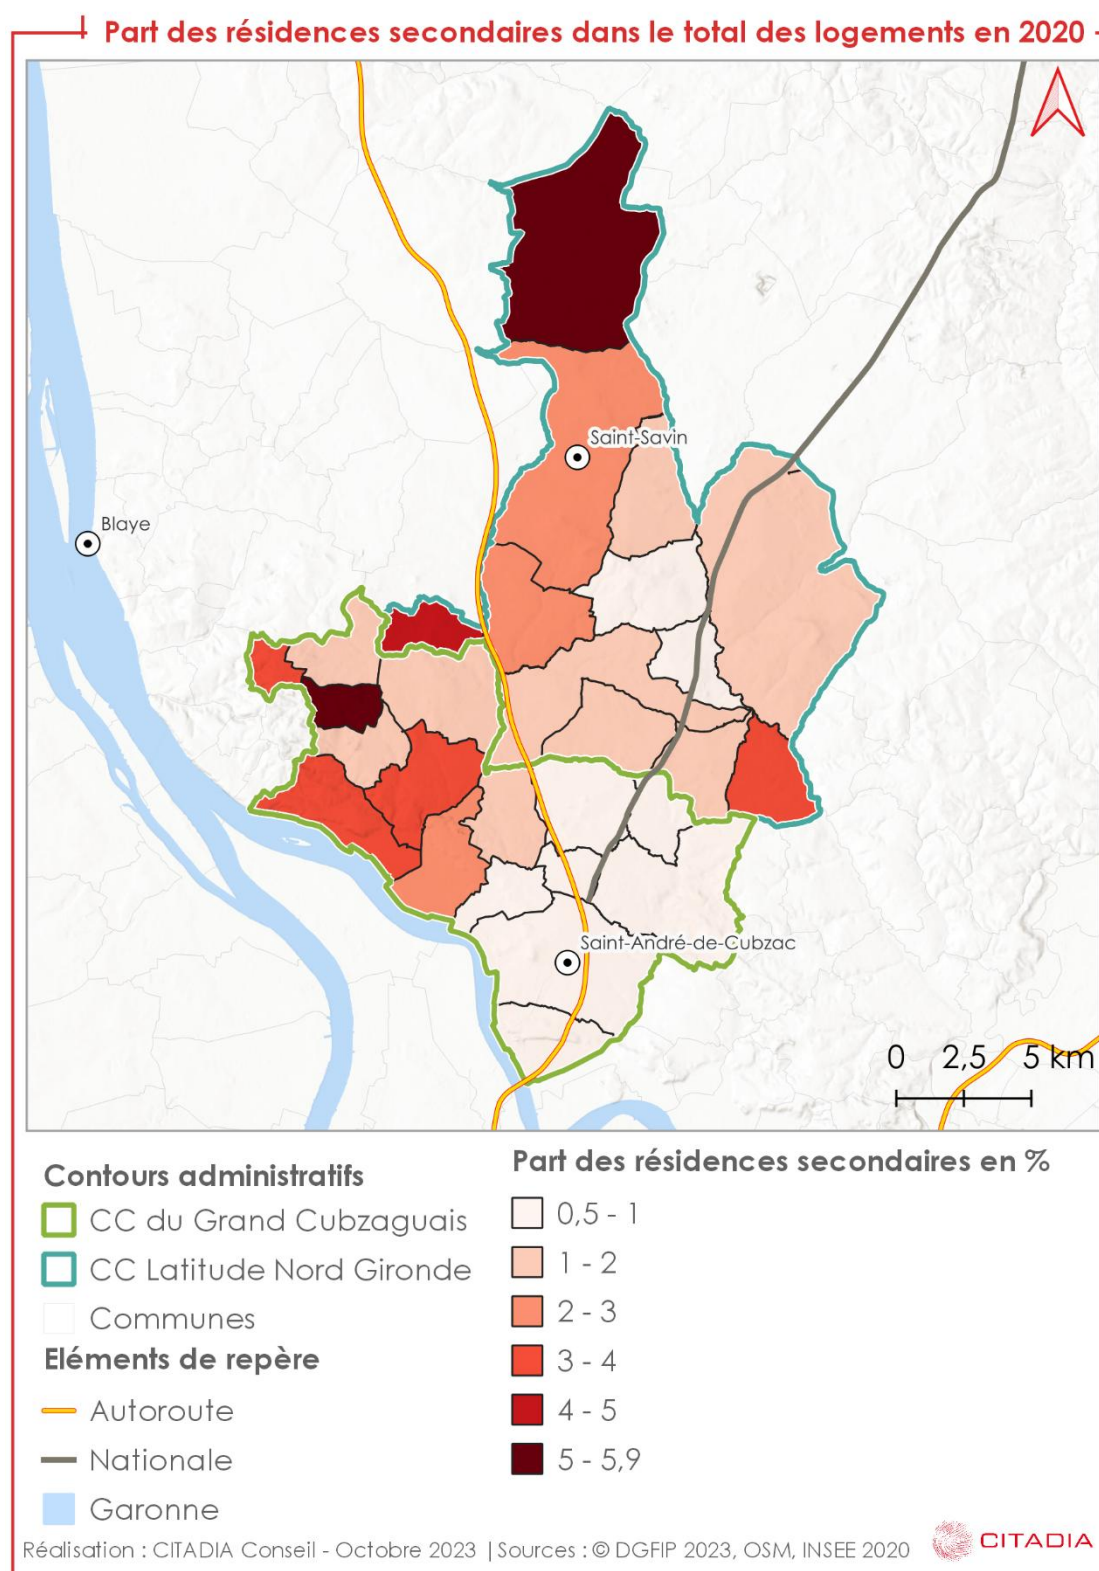 Part des résidences secondaires dans le total des logements en 2020 -
Saint-Savin
Blaye
Saint-André-de-Cubzac
0 2,5 5 km
Contours administratifs
CC du Grand Cubzaguais
CC Latitude Nord Gironde
Communes
Eléments de repère
Autoroute
Nationale
Garonne
Part des résidences secondaires en %
0,5 - 1
1 - 2
2 - 3
3 - 4
4 - 5
5 - 5,9
Réalisation : CITADIA Conseil - Octobre 2023 | Sources : © DGFIP 2023, OSM, INSEE 2020
CITADIA